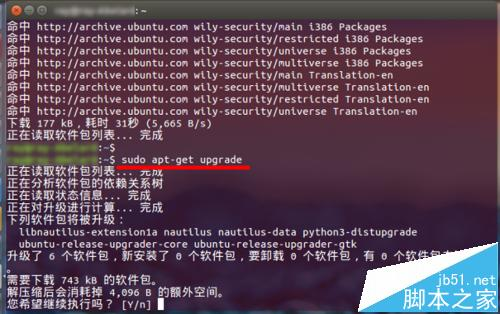 命中 http://archive.ubuntu.com wily-security/main i386 Packages
命中 http://archive.ubuntu.com wily-security/restricted i386 Packages
命中 http://archive.ubuntu.com wily-security/universe i386 Packages
命中 http://archive.ubuntu.com wily-security/multiverse i386 Packages
命中 http://archive.ubuntu.com wily-security/main Translation-en
命中 http://archive.ubuntu.com wily-security/multiverse Translation-en
命中 http://archive.ubuntu.com wily-security/restricted Translation-en
命中 http://archive.ubuntu.com wily-security/universe Translation-en
下载 177 kB，耗时 31秒 (5,665 B/s)
正在读取软件包列表... 完成
:~$
:~$ sudo apt-get upgrade
正在读取软件包列表... 完成
正在分析软件包的依赖关系树
正在读取状态信息... 完成
正在对升级进行计算... 完成
下列软件包将被升级：
libnautilus-extension1a nautilus nautilus-data python3-distupgrade
ubuntu-release-upgrader-core ubuntu-release-upgrader-gtk
升级了 6 个软件包，新安装了 0 个软件包，要卸载 0 个软件包，有 0 个软件包
。
需要下载 743 kB 的软件包。
解压缩后会消耗掉 4,096 B 的额外空间。
您希望继续执行吗？ [Y/n]
jb51.net
脚本之家